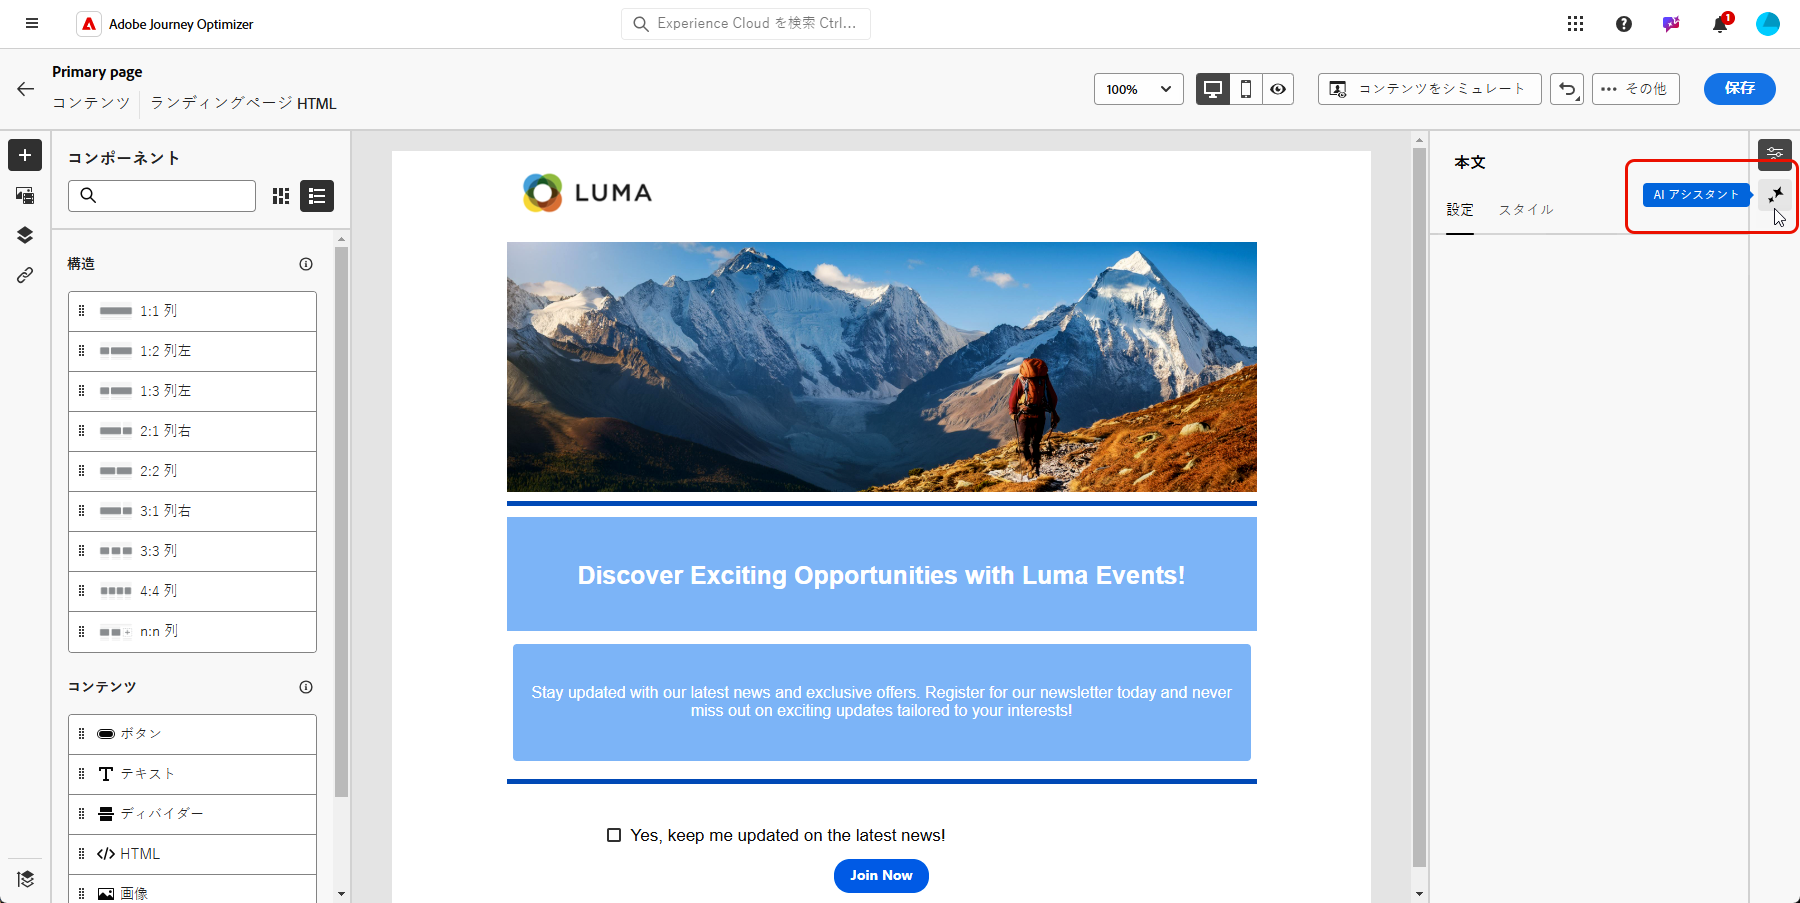 Adobe Journey Optimizer
Experience Cloud を検索 Ctrl...
1
Primary page
コンテンツ
ランディングページ HTML
100%
コンテンツをシミュレート
••• その他
保存
コンポーネント
構造
1:1 列
1:2 列左
1:3 列左
2:1 列右
2:2 列
3:1 列右
3:3 列
4:4 列
n:n 列
コンテンツ
ボタン
テキスト
ディバイダー
HTML
画像
LUMA
Discover Exciting Opportunities with Luma Events!
Stay updated with our latest news and exclusive offers. Register for our newsletter today and never
miss out on exciting updates tailored to your interests!
Yes, keep me updated on the latest news!
Join Now
本文
AI アシスタント
設定
スタイル